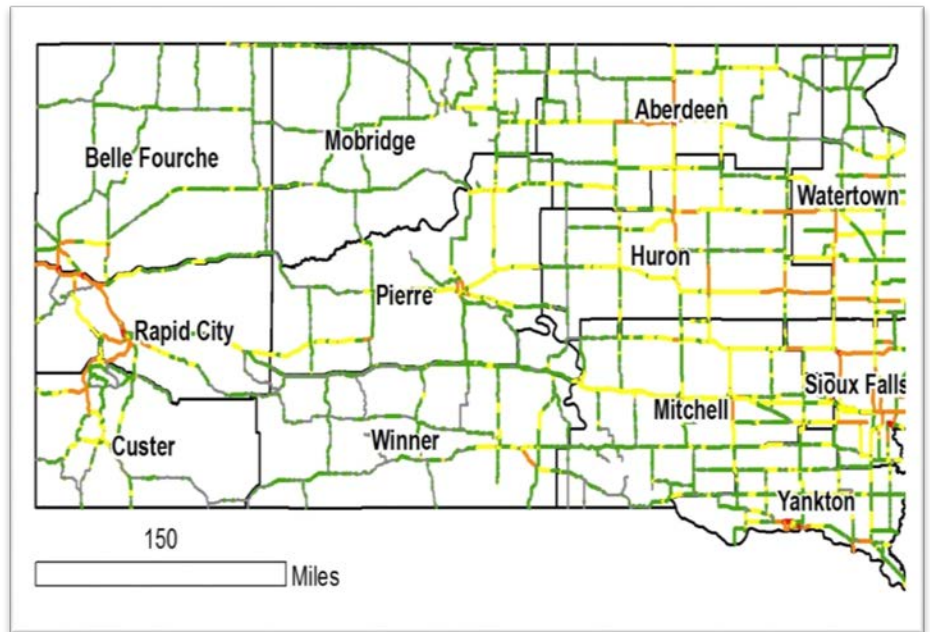 Aberdeen
Mobridge
Belle Fourche
Watertown
Huron
Pierre
Rapid City
Sioux Falls
Mitchell
Winner
Custer
Yankton
150
Miles